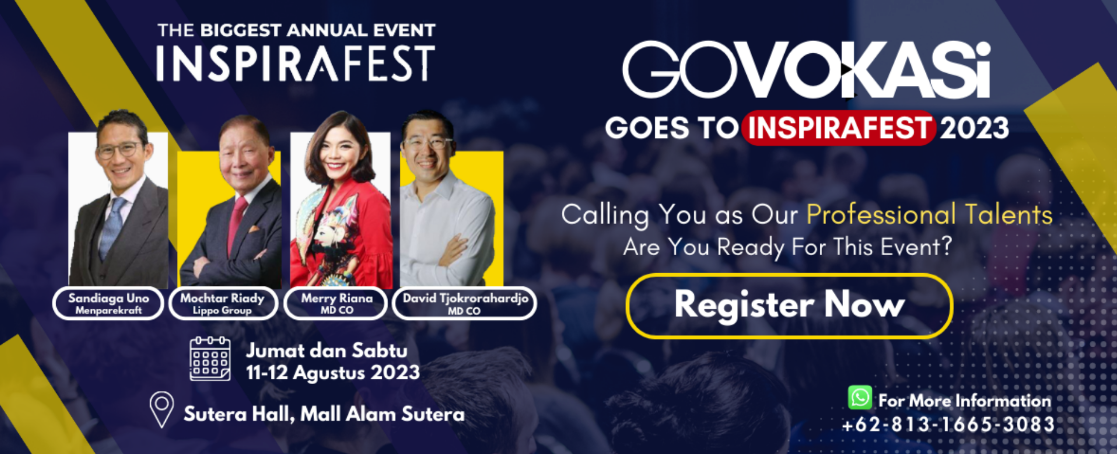 THE BIGGEST ANNUAL EVENT
INSPIRAFEST
Sandiaga Uno
Menparekraft
Mochtar Riady
Lippo Group
Merry Riana
MD CO
David Tjokrorahardjo
MD CO
Jumat dan Sabtu
11-12 Agustus 2023
Sutera Hall, Mall Alam Sutera
GOVOKASi
GOES TO INSPIRAFEST 2023
Calling You as Our Professional Talents
Are You Ready For This Event?
Register Now
For More Information
+62-813-1665-3083